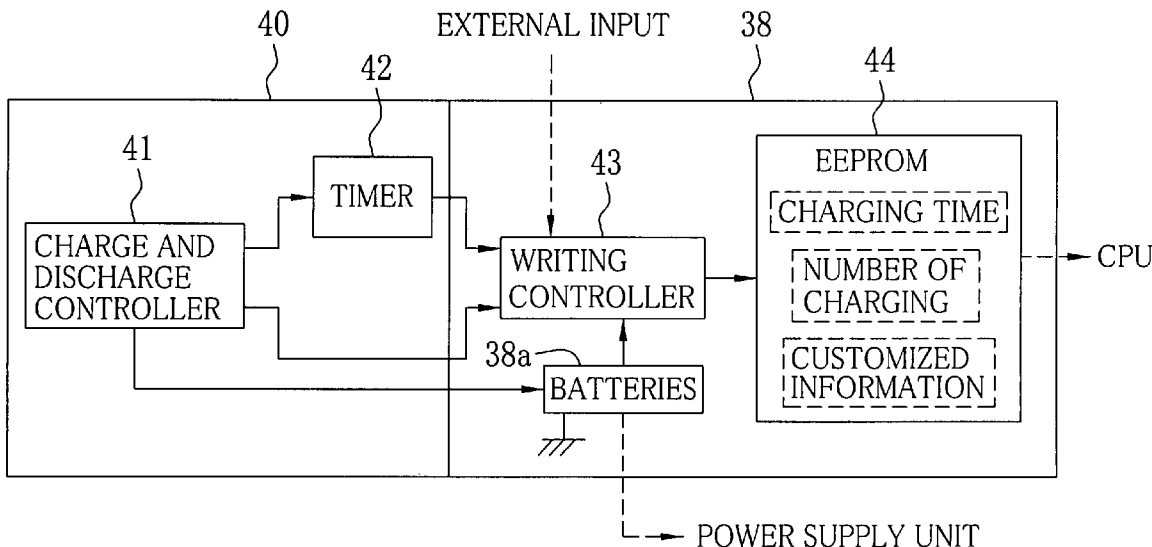 40
EXTERNAL INPUT
38
42
44
41
TIMER
43
EEPROM
CHARGING TIME
CHARGE AND
DISCHARGE
CONTROLLER
WRITING
CONTROLLER
NUMBER OF
CHARGING
CPU
38a
BATTERIES
CUSTOMIZED
INFORMATION
POWER SUPPLY UNIT